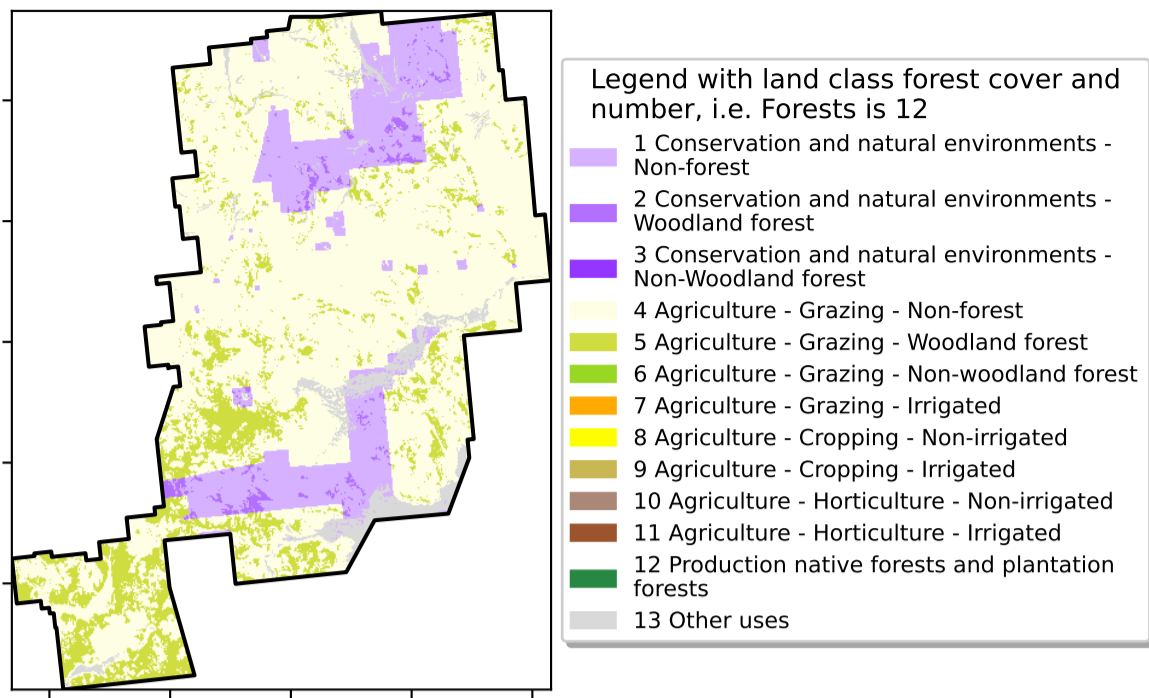 Legend with land class forest cover and
number, i.e. Forests is 12
1 Conservation and natural environments -
Non-forest
2 Conservation and natural environments -
Woodland forest
3 Conservation and natural environments -
Non-Woodland forest
4 Agriculture - Grazing - Non-forest
5 Agriculture - Grazing - Woodland forest
6 Agriculture - Grazing - Non-woodland forest
7 Agriculture - Grazing - Irrigated
8 Agriculture - Cropping - Non-irrigated
9 Agriculture - Cropping - Irrigated
10 Agriculture - Horticulture - Non-irrigated
11 Agriculture - Horticulture - Irrigated
12 Production native forests and plantation
forests
13 Other uses